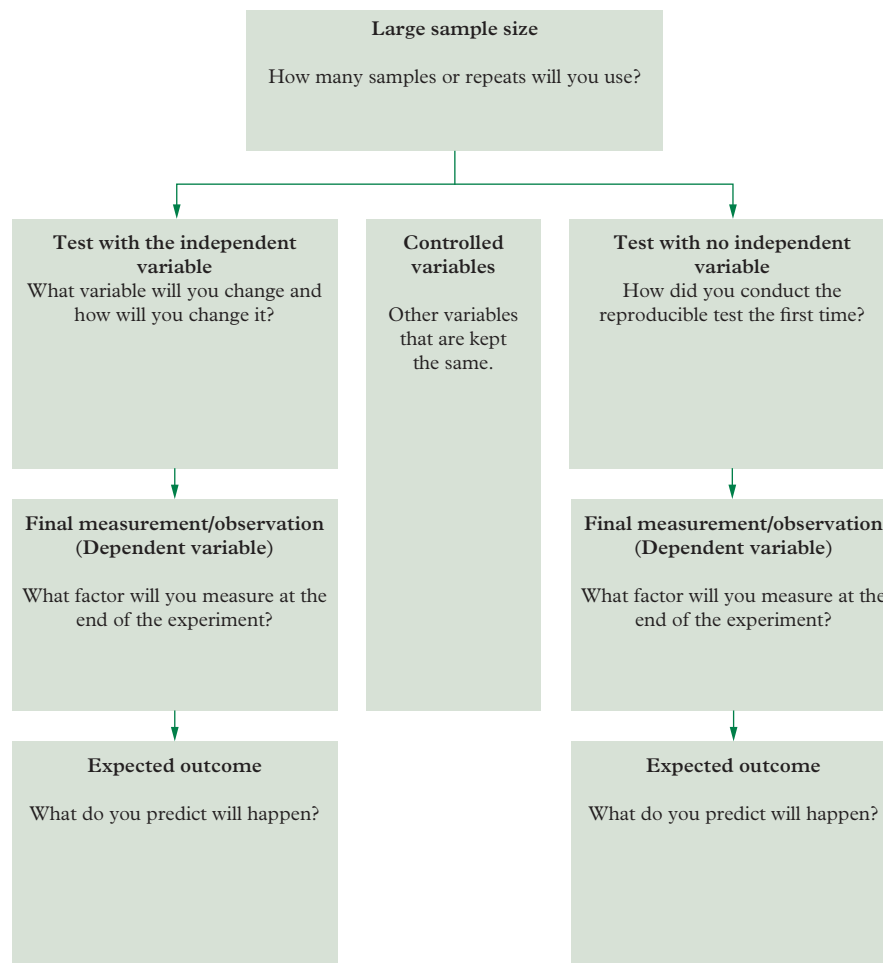 Large sample size
How many samples or repeats will you use?
Test with the independent
variable
What variable will you change and
how will you change it?
Controlled
variables
Other variables
that are kept
the same.
Test with no independent
variable
How did you conduct the
reproducible test the first time?
Final measurement/observation
(Dependent variable)
What factor will you measure at the
end of the experiment?
Final measurement/observation
(Dependent variable)
What factor will you measure at the
end of the experiment?
Expected outcome
What do you predict will happen?
Expected outcome
What do you predict will happen?